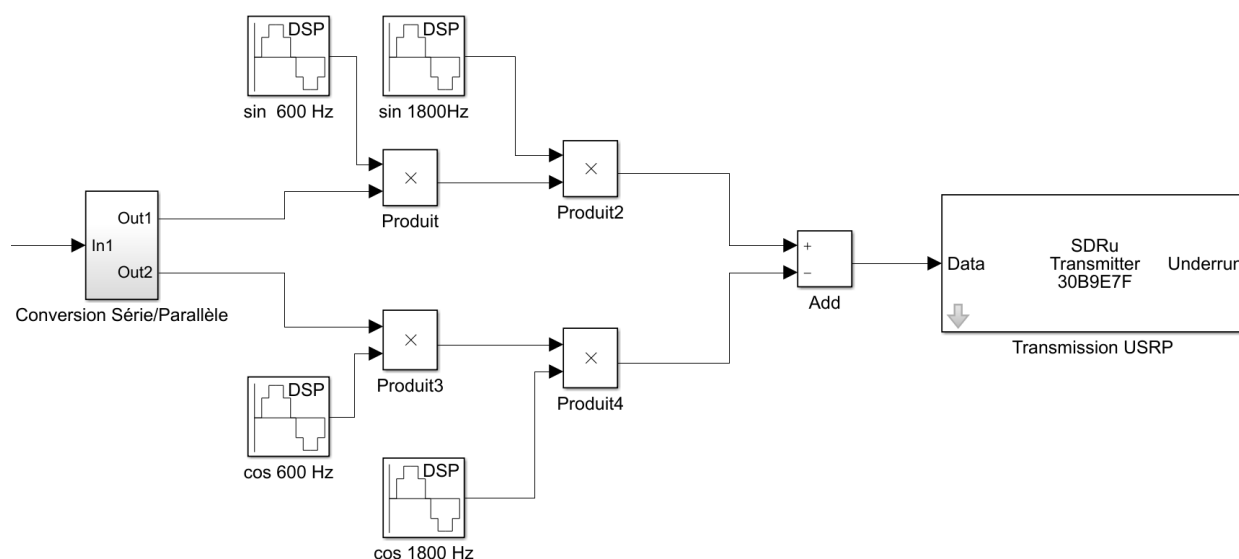 DSP
sin  600 Hz
DSP
sin 1800Hz
×
Produit
×
Produit2
In1
Out1
Out2
Conversion Série/Parallèle
+
−
Add
Data
SDRu
Transmitter
30B9E7F
Underrun
Transmission USRP
×
Produit3
×
Produit4
DSP
cos 600 Hz
DSP
cos 1800 Hz